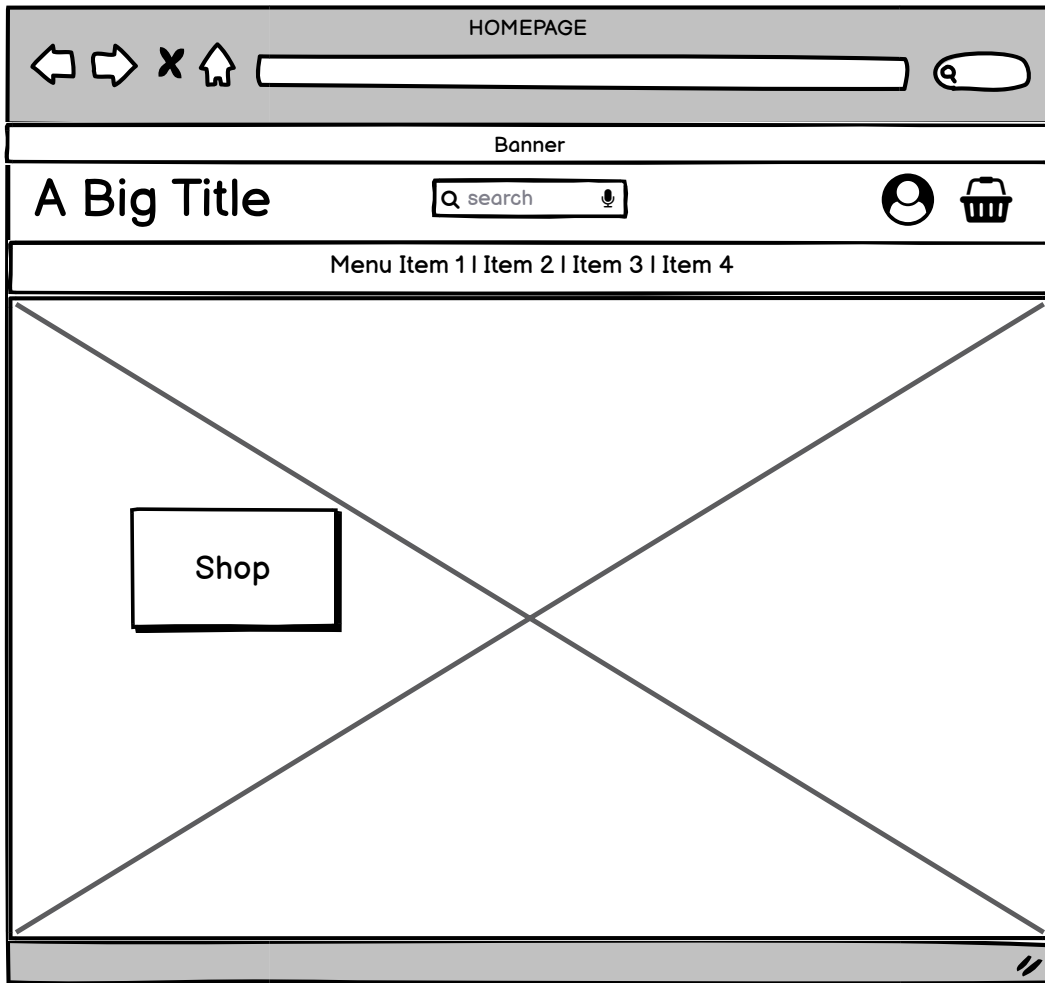 HOMEPAGE
Banner
A Big Title
search
Menu Item 1 | Item 2 | Item 3 | Item 4
Shop